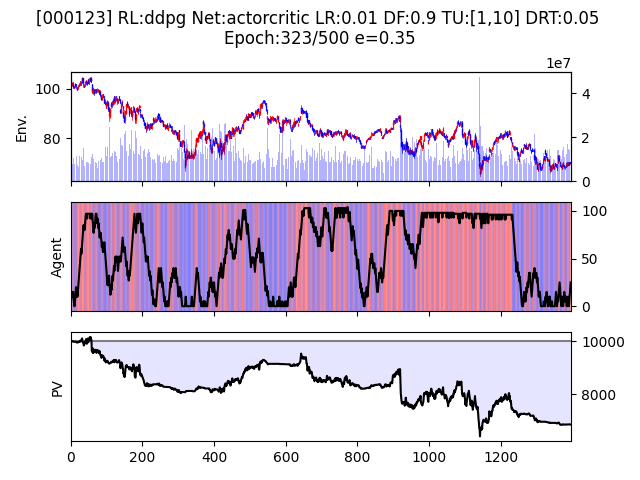 [000123] RL:ddpg Net:actorcritic LR:0.01 DF:0.9 TU:[1,10] DRT:0.05
Epoch:323/500 e=0.35
1e7
100
80
Env.
4
2
0
Agent
100
50
0
PV
10000
8000
0 200 400 600 800 1000 1200